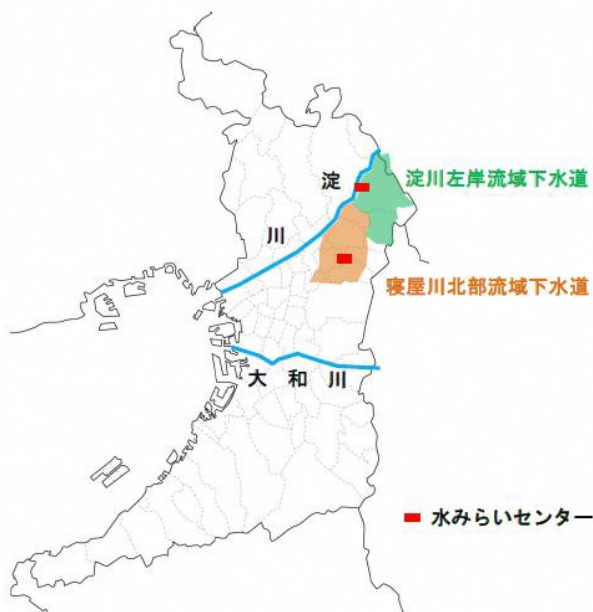 淀川左岸流域下水道
淀
川
寝屋川北部流域下水道
大和川
水みらいセンター